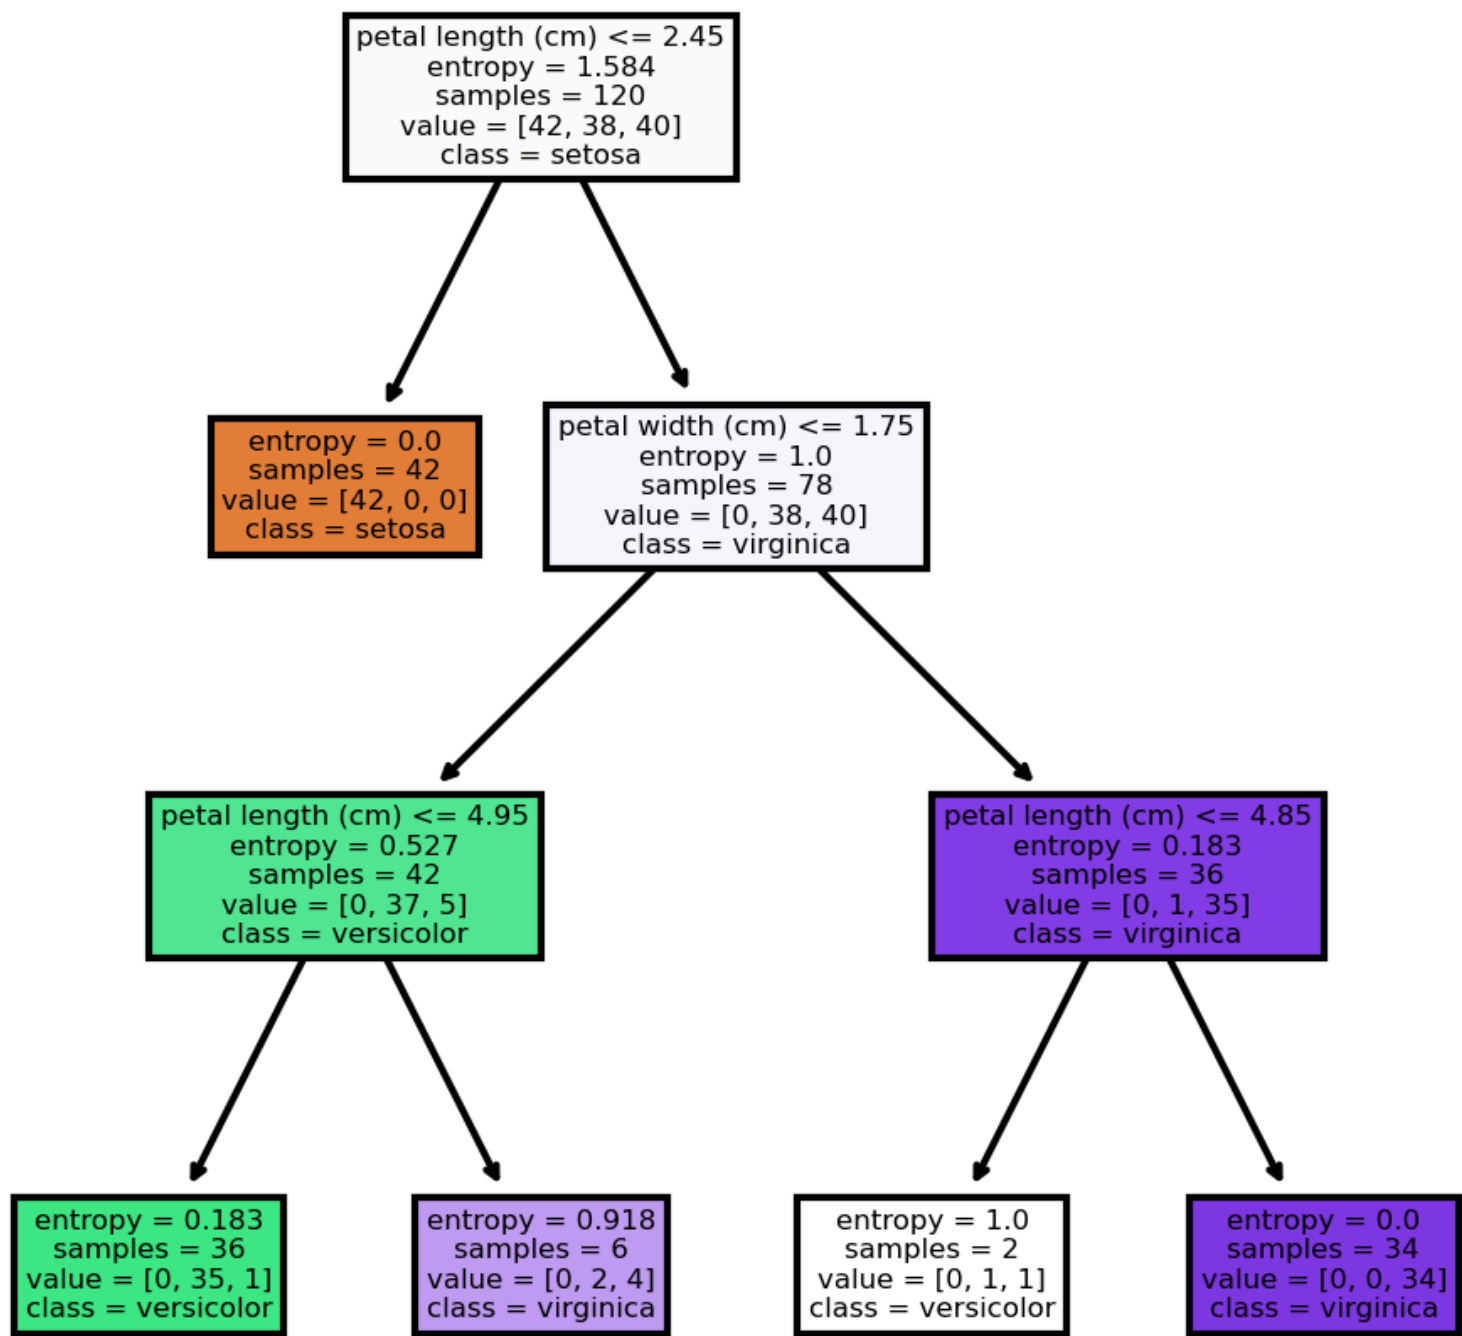 petal length (cm) <= 2.45
entropy = 1.584
samples = 120
value = [42, 38, 40]
class = setosa
entropy = 0.0
samples = 42
value = [42, 0, 0]
class = setosa
petal width (cm) <= 1.75
entropy = 1.0
samples = 78
value = [0, 38, 40]
class = virginica
petal length (cm) <= 4.95
entropy = 0.527
samples = 42
value = [0, 37, 5]
class = versicolor
petal length (cm) <= 4.85
entropy = 0.183
samples = 36
value = [0, 1, 35]
class = virginica
entropy = 0.183
samples = 36
value = [0, 35, 1]
class = versicolor
entropy = 0.918
samples = 6
value = [0, 2, 4]
class = virginica
entropy = 1.0
samples = 2
value = [0, 1, 1]
class = versicolor
entropy = 0.0
samples = 34
value = [0, 0, 34]
class = virginica